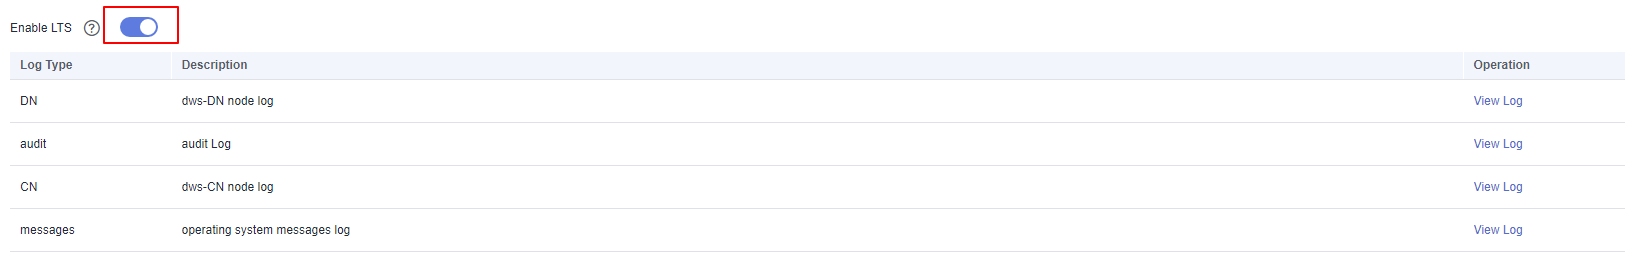 Enable LTS ?
Log Type Description Operation
DN dws-DN node log View Log
audit audit Log View Log
CN dws-CN node log View Log
messages operating system messages log View Log